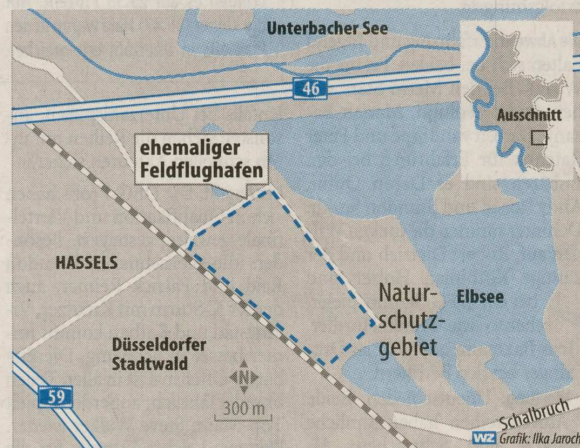 Unterbacher See
46
Ausschnitt
ehemaliger
Feldflughafen
HASSELS
Natur-
schutz-
gebiet
Elbsee
Düsseldorfer
Stadtwald
N
300 m
59
Schalbruch
WZ Grafik: Ilka Jaroch